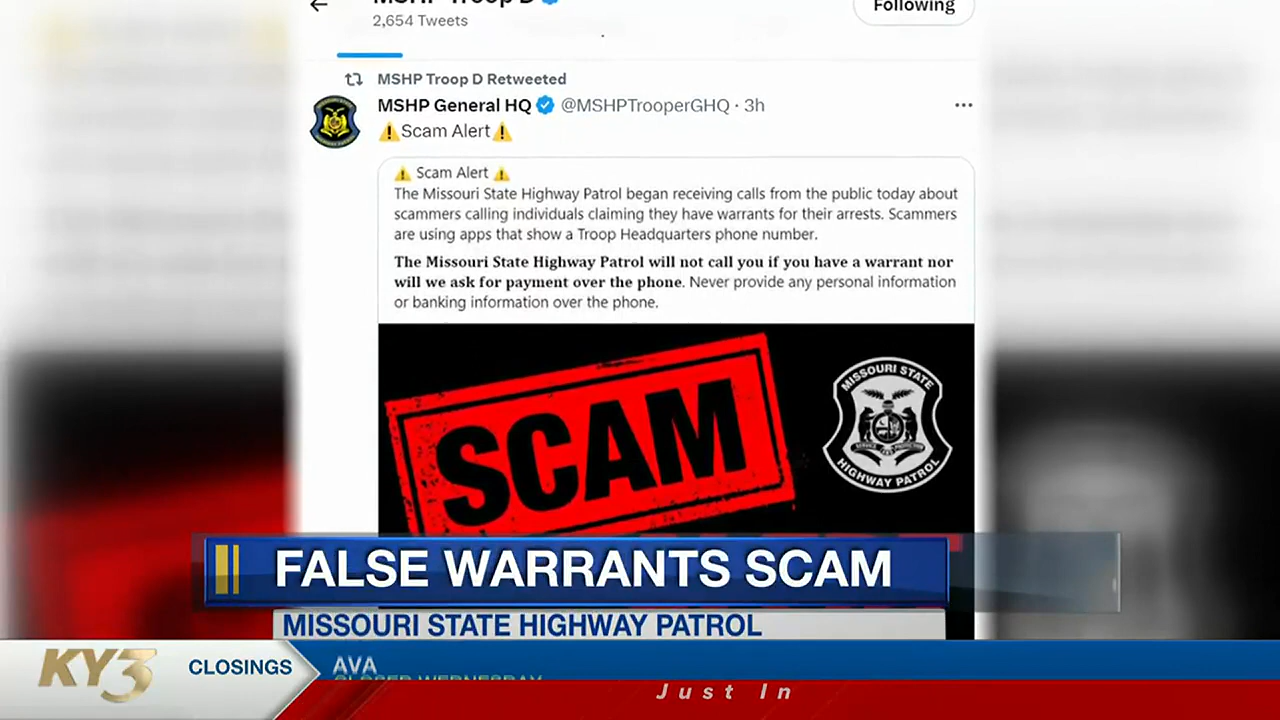 MSHP Troop D
Following
2,654 Tweets
MSHP Troop D Retweeted
MSHP General HQ @MSHPTrooperGHQ · 3h
⚠️Scam Alert⚠️
⚠️ Scam Alert ⚠️
The Missouri State Highway Patrol began receiving calls from the public today about
scammers calling individuals claiming they have warrants for their arrests. Scammers
are using apps that show a Troop Headquarters phone number.
The Missouri State Highway Patrol will not call you if you have a warrant nor
will we ask for payment over the phone. Never provide any personal information
or banking information over the phone.
SCAM
MISSOURI STATE
HIGHWAY PATROL
FALSE WARRANTS SCAM
MISSOURI STATE HIGHWAY PATROL
KY3
CLOSINGS
AVA
CLOSED WEDNESDAY
Just In